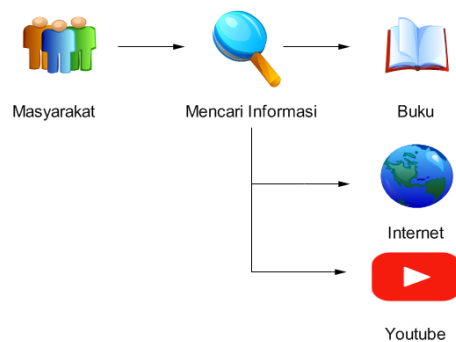 Masyarakat
Mencari Informasi
Buku
Internet
Youtube